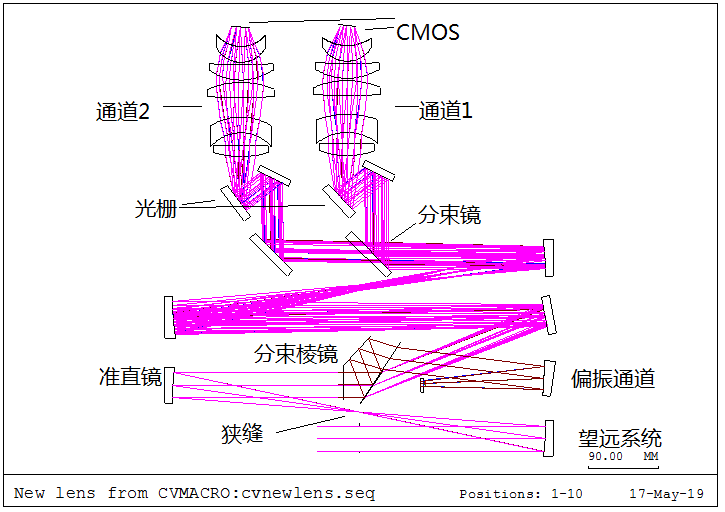 CMOS
通道2
通道1
光栅
分束镜
分束棱镜
准直镜
偏振通道
狭缝
望远系统
90.00 MM
New lens from CVMACRO:cvnewlens.seq
Positions: 1-10
17-May-19